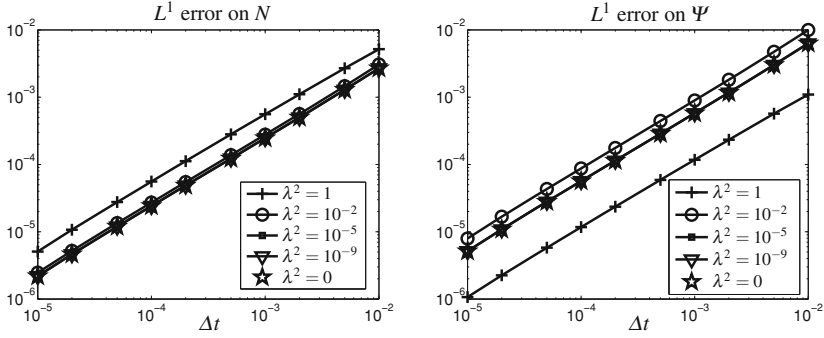 L¹ error on N
10⁻²
10⁻³
10⁻⁴
10⁻⁵
10⁻⁶
10⁻⁵ 10⁻⁴ 10⁻³ 10⁻²
Δt
λ² = 1
λ² = 10⁻²
λ² = 10⁻⁵
λ² = 10⁻⁹
λ² = 0
L¹ error on Ψ
10⁻²
10⁻³
10⁻⁴
10⁻⁵
10⁻⁶
10⁻⁵ 10⁻⁴ 10⁻³ 10⁻²
Δt
λ² = 1
λ² = 10⁻²
λ² = 10⁻⁵
λ² = 10⁻⁹
λ² = 0